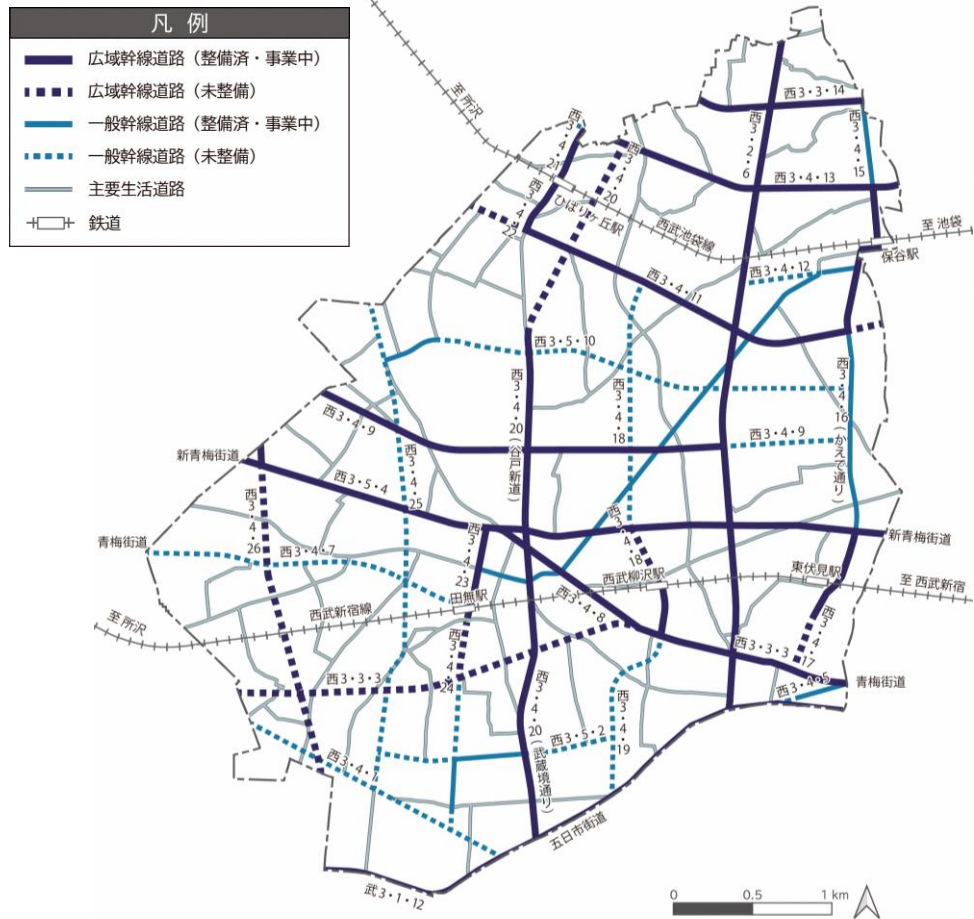 凡 例
広域幹線道路（整備済・事業中）
広域幹線道路（未整備）
一般幹線道路（整備済・事業中）
一般幹線道路（未整備）
主要生活道路
鉄道
至 所沢
西3・3・14
西3・2・6
西3・4・15
西3・4・21
西3・4・20
西3・4・13
西3・4・22
ひばりヶ丘駅
西武池袋線
至 池袋
保谷駅
西3・4・12
西3・4・11
西3・5・10
西3・4・16（かえで通り）
西3・4・18
西3・4・20（谷戸新道）
西3・4・9
西3・4・9
新青梅街道
西3・5・4
西3・4・25
青梅街道
西3・4・26
西3・4・7
西3・4・23
西3・4・18
新青梅街道
西武柳沢駅
東伏見駅
至 西武新宿
田無駅
西武新宿線
至 所沢
西3・4・8
西3・4・17
西3・3・3
西3・3・3
西3・4・24
西3・4・5
青梅街道
西3・4・20（武蔵境通り）
西3・5・2
西3・4・19
西3・4・1
五日市街道
武3・1・12
0 0.5 1 km